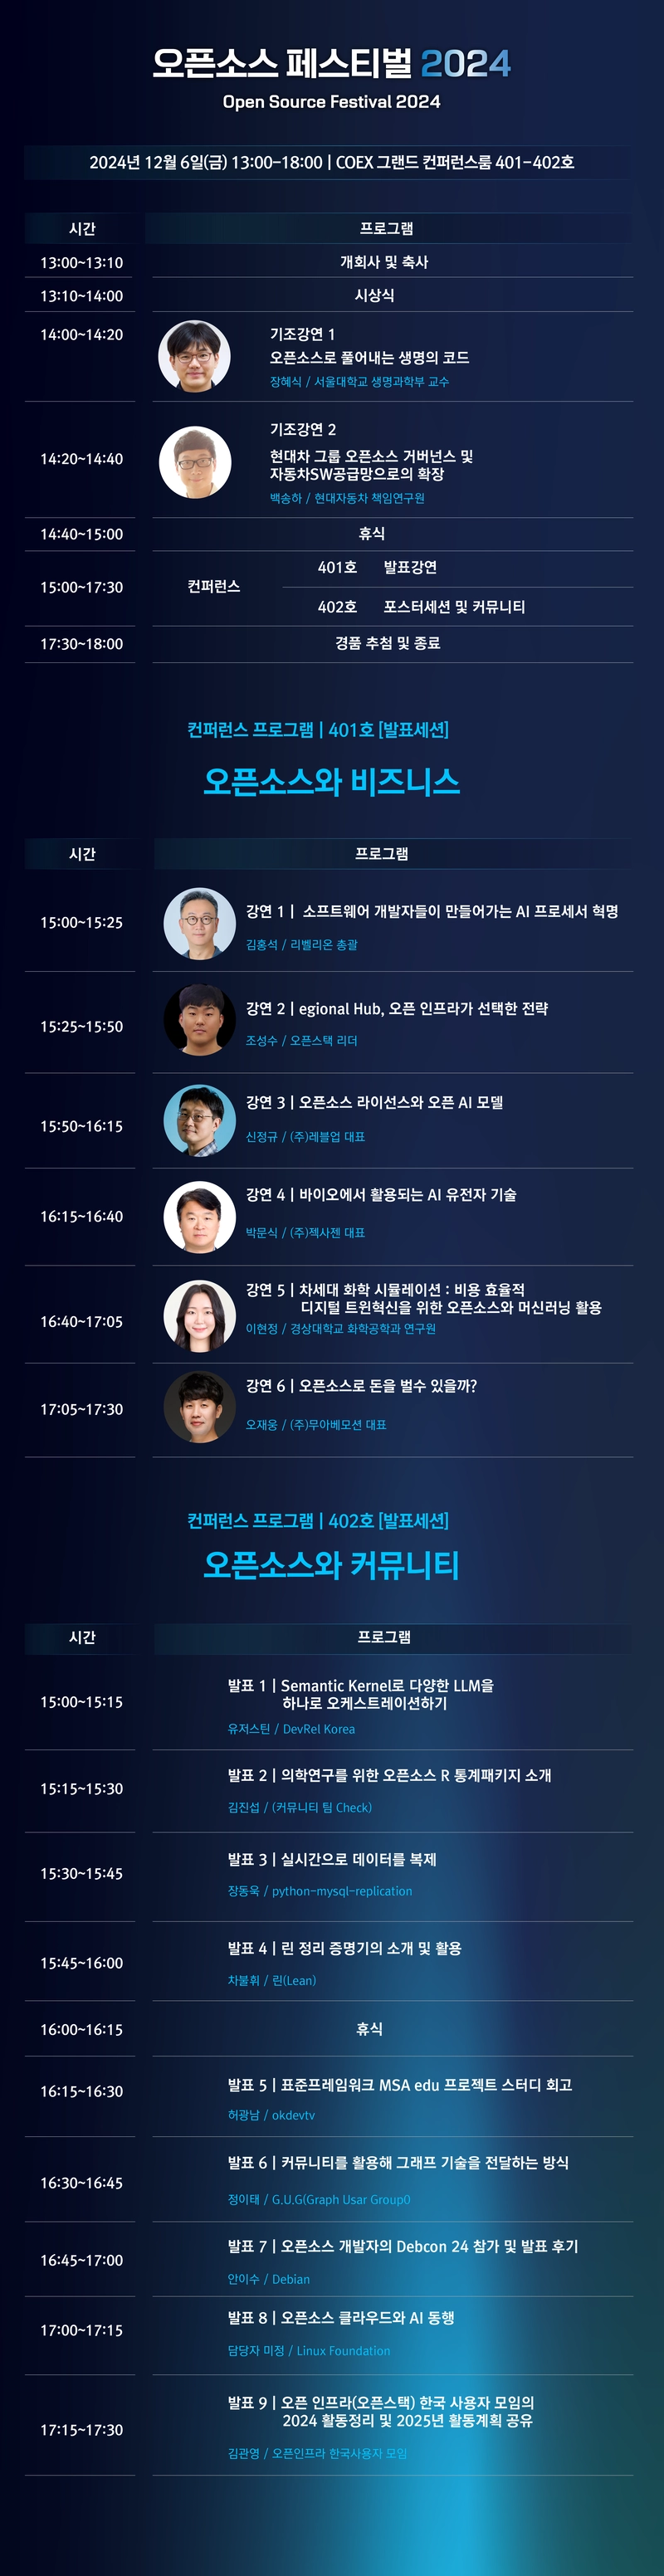 오픈소스 페스티벌 2024
Open Source Festival 2024
2024년 12월 6일(금) 13:00-18:00 | COEX 그랜드 컨퍼런스룸 401-402호
시간 프로그램
13:00~13:10 개회사 및 축사
13:10~14:00 시상식
14:00~14:20 기조강연 1
오픈소스로 풀어내는 생명의 코드
장혜식 / 서울대학교 생명과학부 교수
기조강연 2
14:20~14:40 현대차 그룹 오픈소스 거버넌스 및
자동차SW공급망으로의 확장
백송하 / 현대자동차 책임연구원
14:40~15:00 휴식
15:00~17:30 컨퍼런스 401호 발표강연
402호 포스터세션 및 커뮤니티
17:30~18:00 경품 추첨 및 종료
컨퍼런스 프로그램 | 401호 [발표세션]
오픈소스와 비즈니스
시간 프로그램
15:00~15:25 강연 1 | 소프트웨어 개발자들이 만들어가는 AI 프로세서 혁명
김홍석 / 리벨리온 총괄
15:25~15:50 강연 2 | egional Hub, 오픈 인프라가 선택한 전략
조성수 / 오픈스택 리더
15:50~16:15 강연 3 | 오픈소스 라이선스와 오픈 AI 모델
신정규 / (주)레블업 대표
16:15~16:40 강연 4 | 바이오에서 활용되는 AI 유전자 기술
박문식 / (주)젝사젠 대표
강연 5 | 차세대 화학 시뮬레이션 : 비용 효율적
디지털 트윈혁신을 위한 오픈소스와 머신러닝 활용
16:40~17:05 이현정 / 경상대학교 화학공학과 연구원
17:05~17:30 강연 6 | 오픈소스로 돈을 벌수 있을까?
오재웅 / (주)무아베모션 대표
컨퍼런스 프로그램 | 402호 [발표세션]
오픈소스와 커뮤니티
시간 프로그램
15:00~15:15 발표 1 | Semantic Kernel로 다양한 LLM을
하나로 오케스트레이션하기
유저스틴 / DevRel Korea
15:15~15:30 발표 2 | 의학연구를 위한 오픈소스 R 통계패키지 소개
김진섭 / (커뮤니티 팀 Check)
15:30~15:45 발표 3 | 실시간으로 데이터를 복제
장동욱 / python-mysql-replication
15:45~16:00 발표 4 | 린 정리 증명기의 소개 및 활용
차불휘 / 린(Lean)
16:00~16:15 휴식
16:15~16:30 발표 5 | 표준프레임워크 MSA edu 프로젝트 스터디 회고
허광남 / okdevtv
16:30~16:45 발표 6 | 커뮤니티를 활용해 그래프 기술을 전달하는 방식
정이태 / G.U.G(Graph Usar Group0
16:45~17:00 발표 7 | 오픈소스 개발자의 Debcon 24 참가 및 발표 후기
안이수 / Debian
17:00~17:15 발표 8 | 오픈소스 클라우드와 AI 동행
담당자 미정 / Linux Foundation
17:15~17:30 발표 9 | 오픈 인프라(오픈스택) 한국 사용자 모임의
2024 활동정리 및 2025년 활동계획 공유
김관영 / 오픈인프라 한국사용자 모임